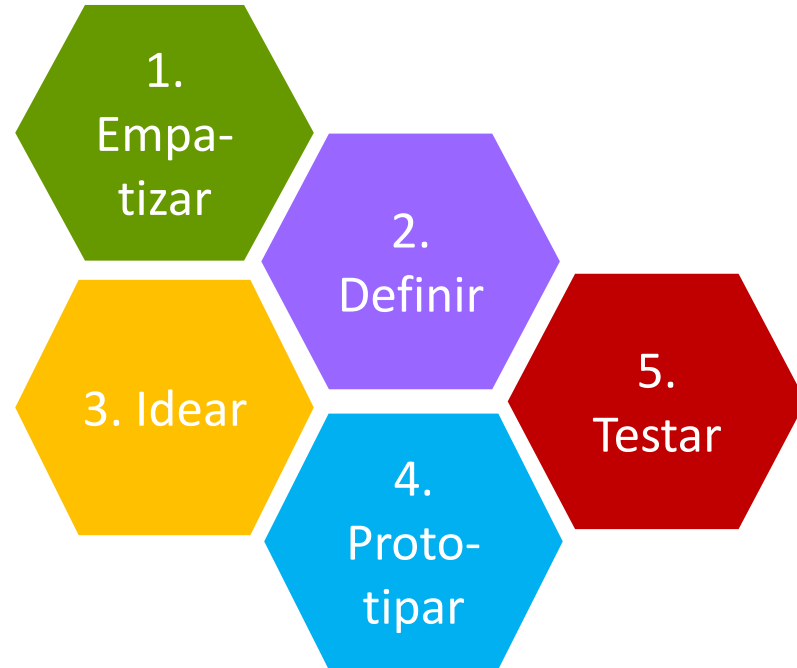 1.
Empa-
tizar
2.
Definir
3. Idear
4.
Proto-
tipar
5.
Testar